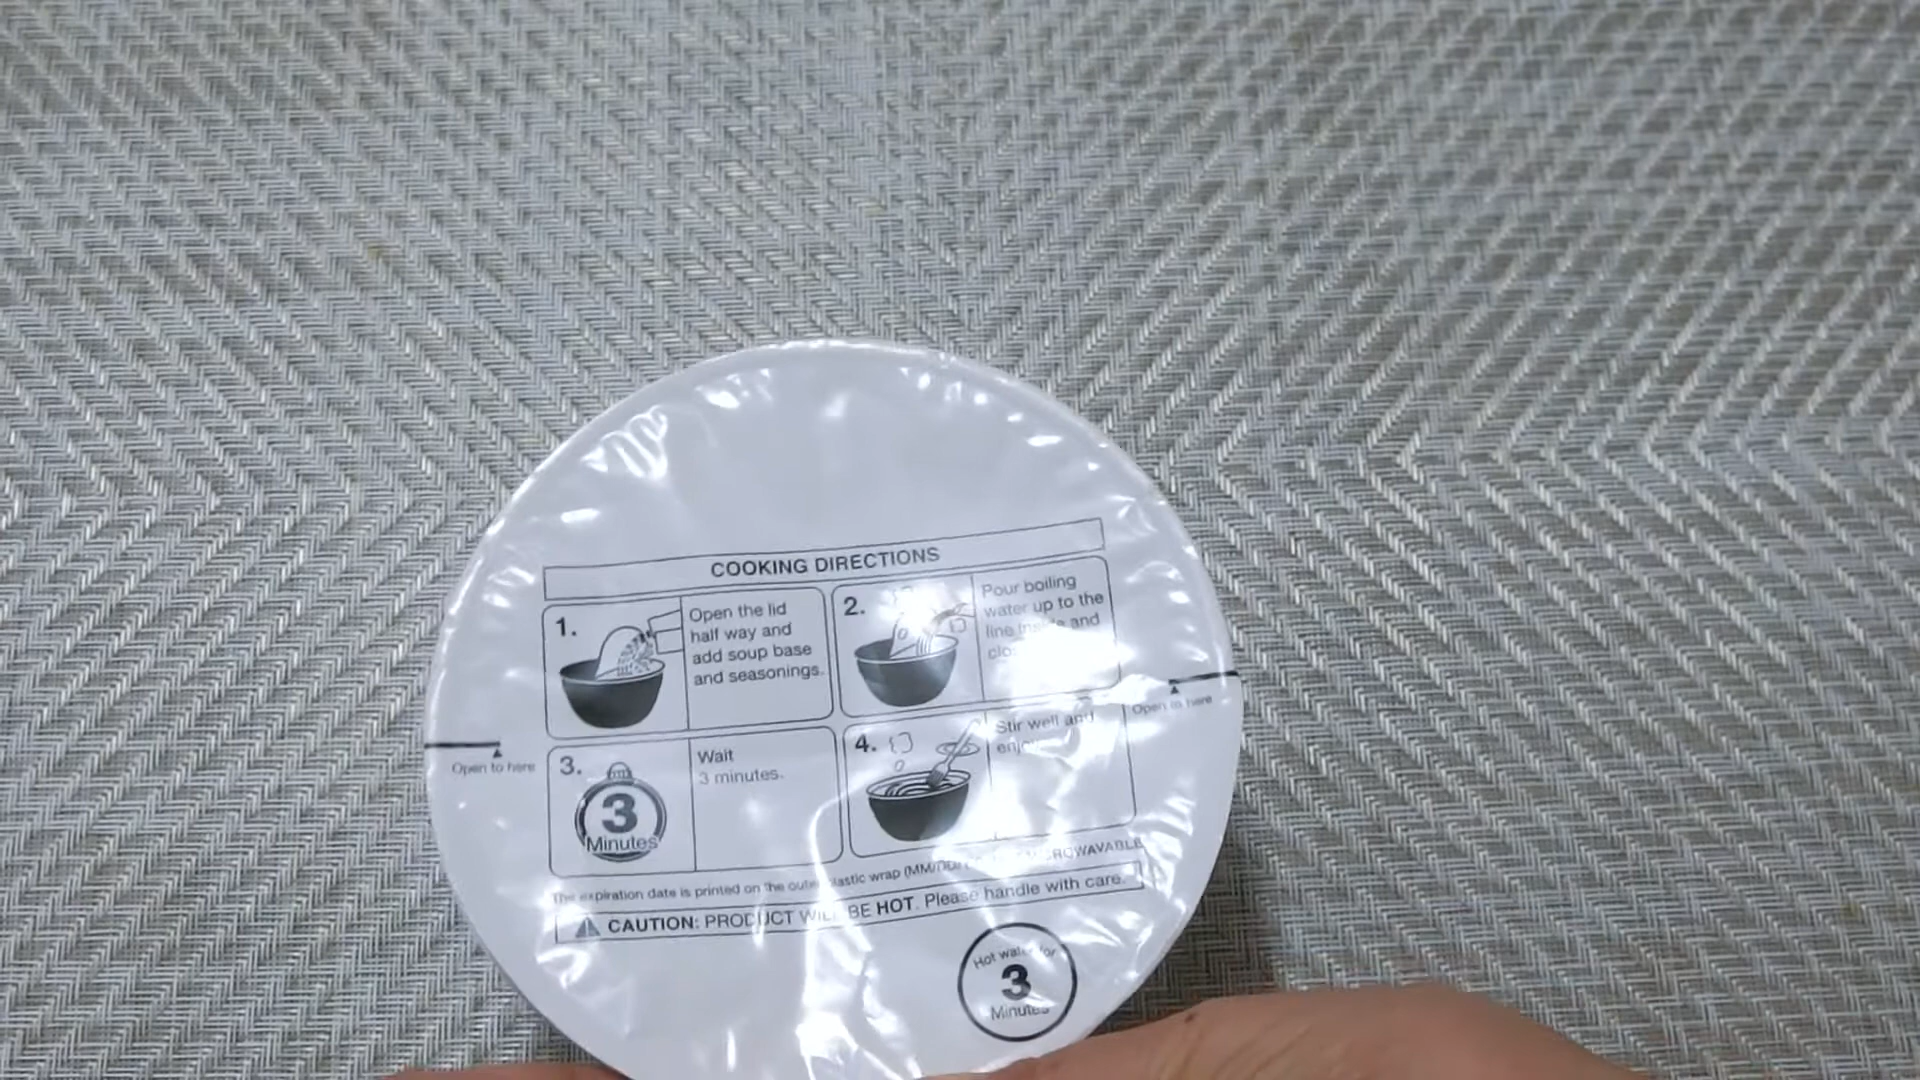 COOKING DIRECTIONS
1.
Open the lid
half way and
add soup base
and seasonings.
2.
Pour boiling
water up to the
line and
Open to here
Open to here
3.
3
Minutes
Wait
3 minutes.
4.
Stir well and
The expiration date is printed on the outer plastic wrap
CAUTION: PRODUCT WILL BE HOT. Please handle with care.
Hot water for
3
Minutes